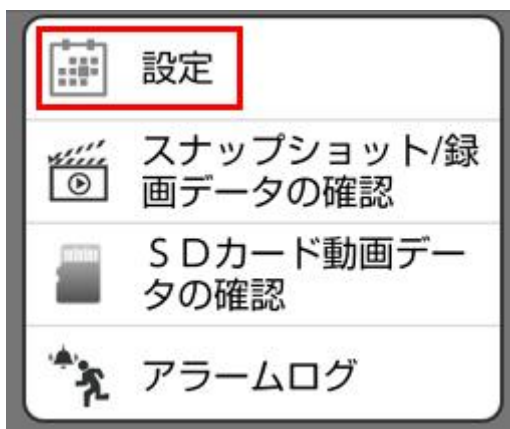 設定
スナップショット/録
画データの確認
ＳＤカード動画デー
タの確認
アラームログ